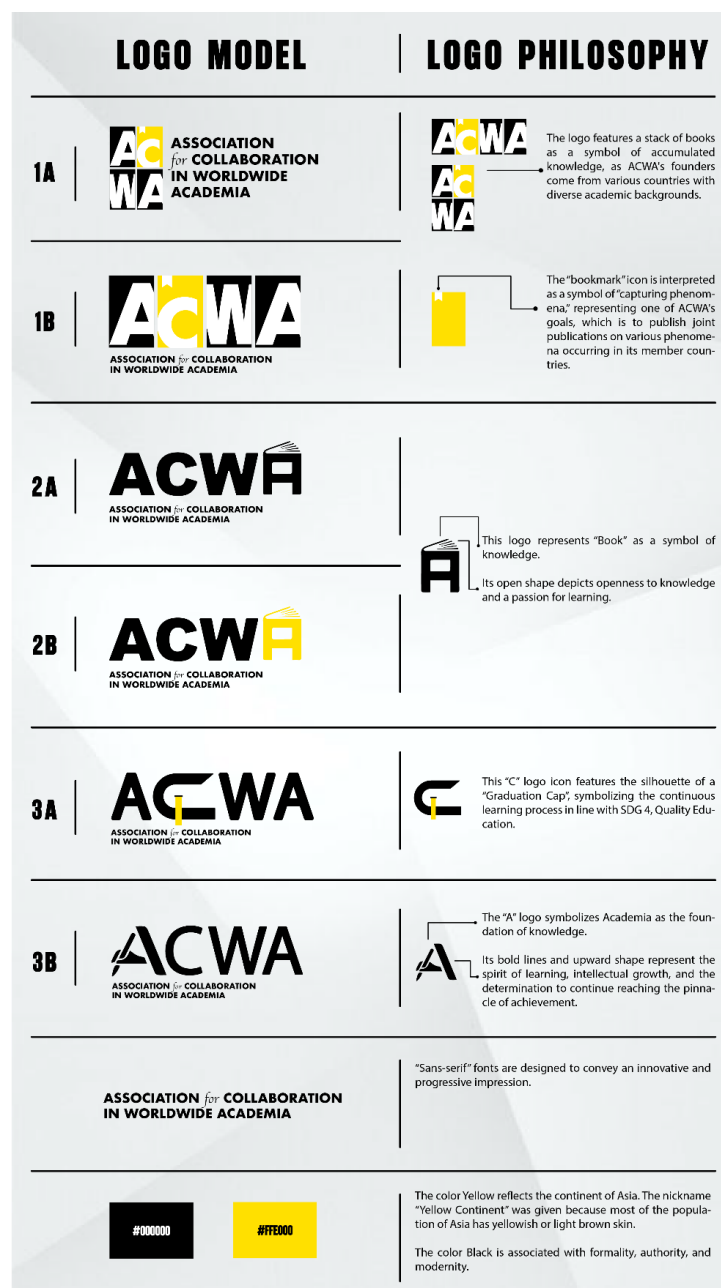 LOGO MODEL
LOGO PHILOSOPHY
1A
AC
WA
ASSOCIATION
for COLLABORATION
IN WORLDWIDE
ACADEMIA
ACWA
AC
WA
The logo features a stack of books
as a symbol of accumulated
knowledge, as ACWA's founders
come from various countries with
diverse academic backgrounds.
1B
ACWA
ASSOCIATION for COLLABORATION
IN WORLDWIDE ACADEMIA
The "bookmark" icon is interpreted
as a symbol of "capturing phenom-
ena," representing one of ACWA's
goals, which is to publish joint
publications on various phenome-
na occurring in its member coun-
tries.
2A
ACWA
ASSOCIATION for COLLABORATION
IN WORLDWIDE ACADEMIA
A
This logo represents "Book" as a symbol of
knowledge.
Its open shape depicts openness to knowledge
and a passion for learning.
2B
ACWA
ASSOCIATION for COLLABORATION
IN WORLDWIDE ACADEMIA
3A
ACWA
ASSOCIATION for COLLABORATION
IN WORLDWIDE ACADEMIA
C
This "C" logo icon features the silhouette of a
"Graduation Cap", symbolizing the continuous
learning process in line with SDG 4, Quality Edu-
cation.
3B
ACWA
ASSOCIATION for COLLABORATION
IN WORLDWIDE ACADEMIA
A
The "A" logo symbolizes Academia as the foun-
dation of knowledge.
Its bold lines and upward shape represent the
spirit of learning, intellectual growth, and the
determination to continue reaching the pinna-
cle of achievement.
ASSOCIATION for COLLABORATION
IN WORLDWIDE ACADEMIA
"Sans-serif" fonts are designed to convey an innovative and
progressive impression.
#000000
#FFE000
The color Yellow reflects the continent of Asia. The nickname
"Yellow Continent" was given because most of the popula-
tion of Asia has yellowish or light brown skin.
The color Black is associated with formality, authority, and
modernity.